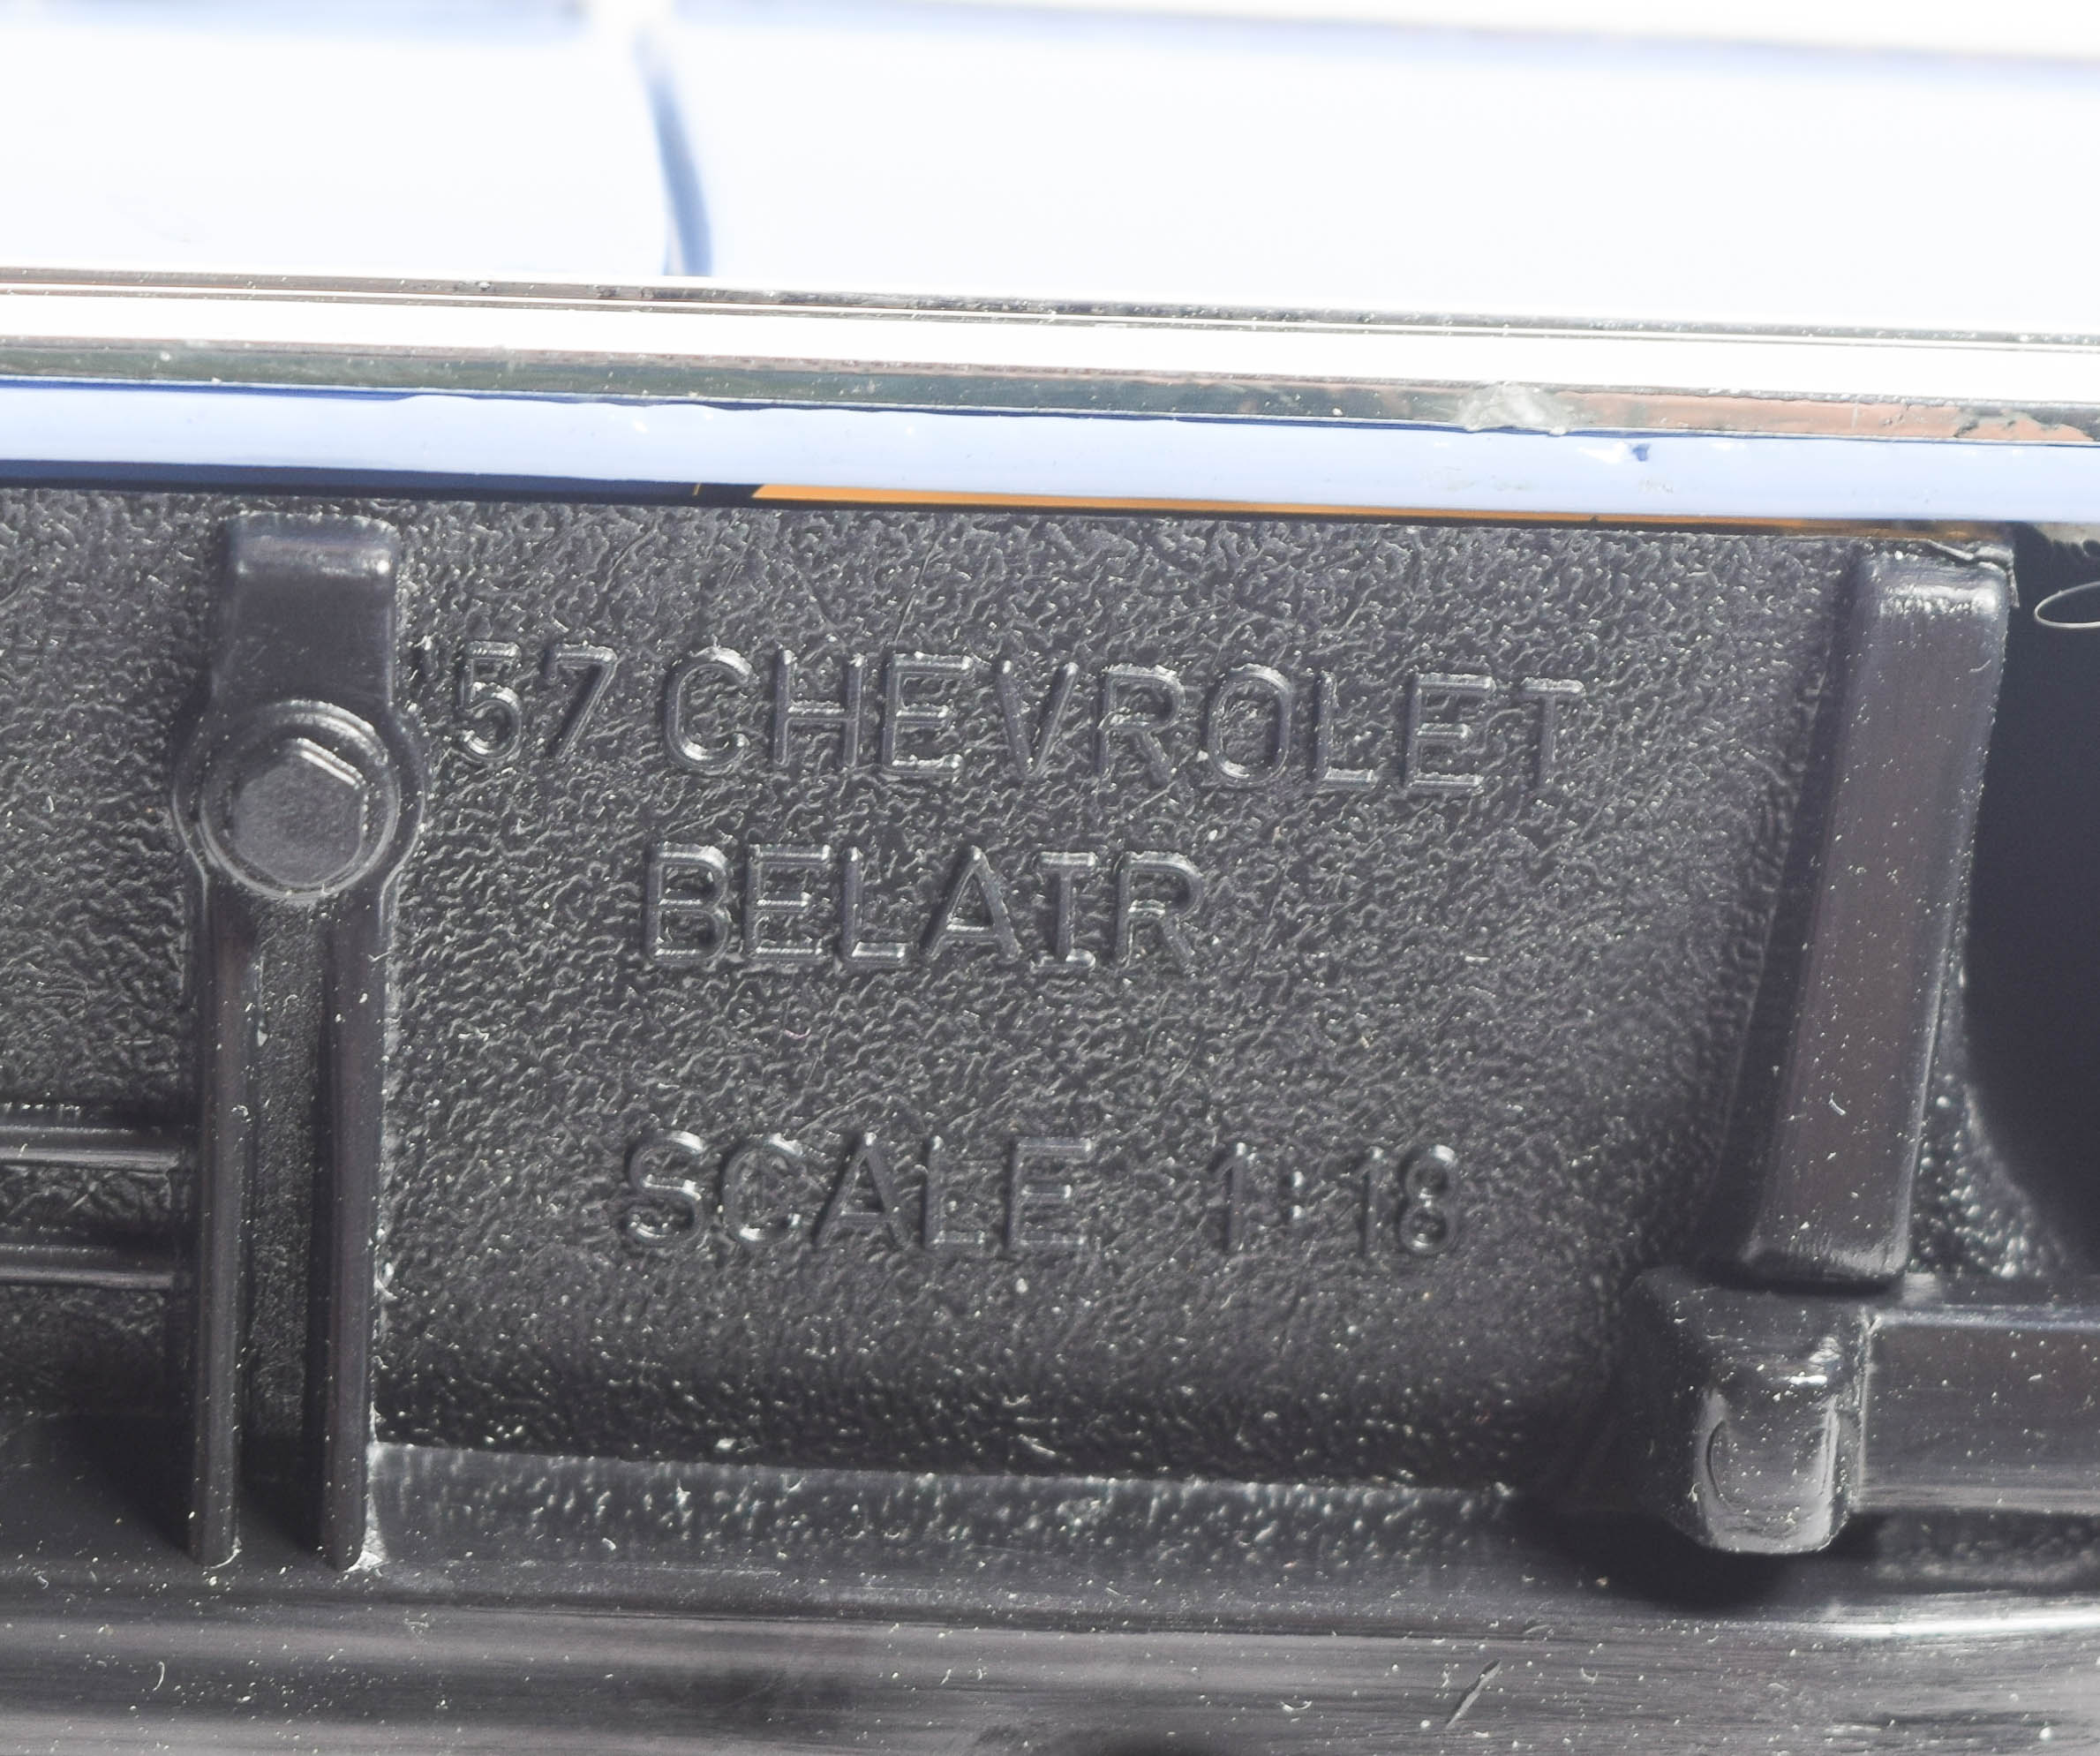 '57 CHEVROLET
BELAIR
SCALE 1:18